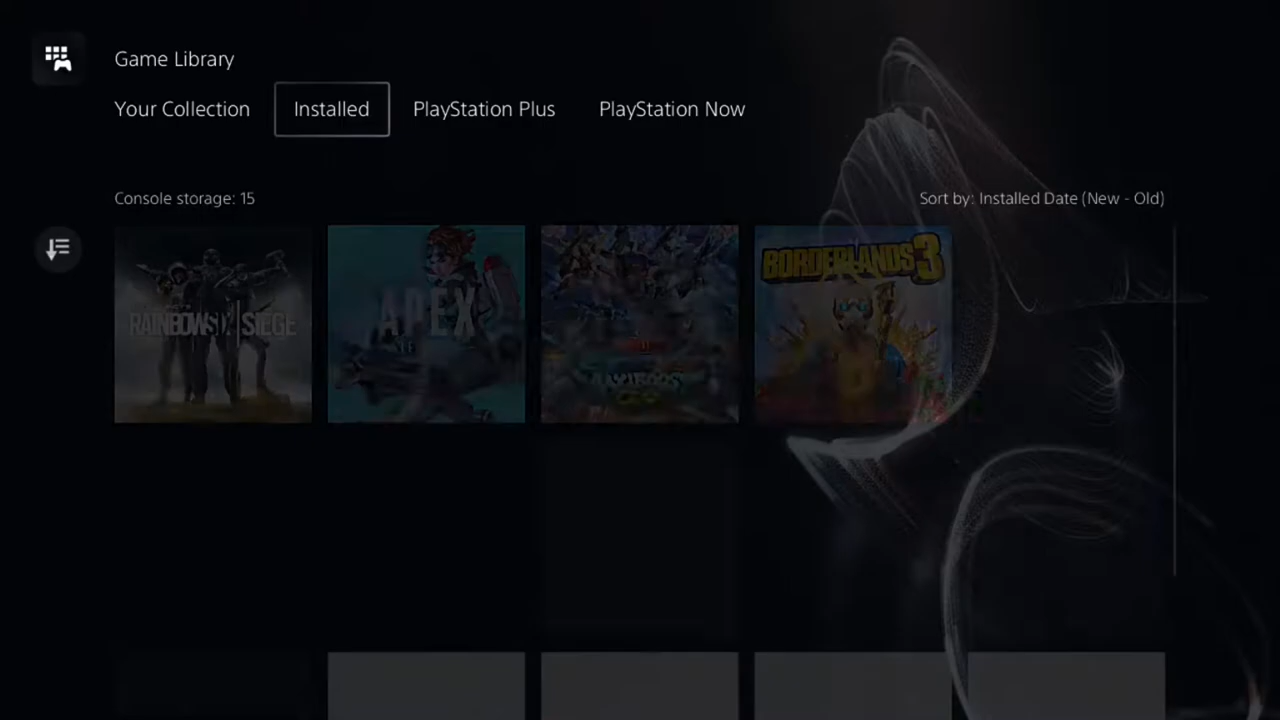 Game Library
Your Collection Installed PlayStation Plus PlayStation Now
Console storage: 15
Sort by: Installed Date (New - Old)
RAINBOW SIX | SIEGE
APEX
BORDERLANDS 3